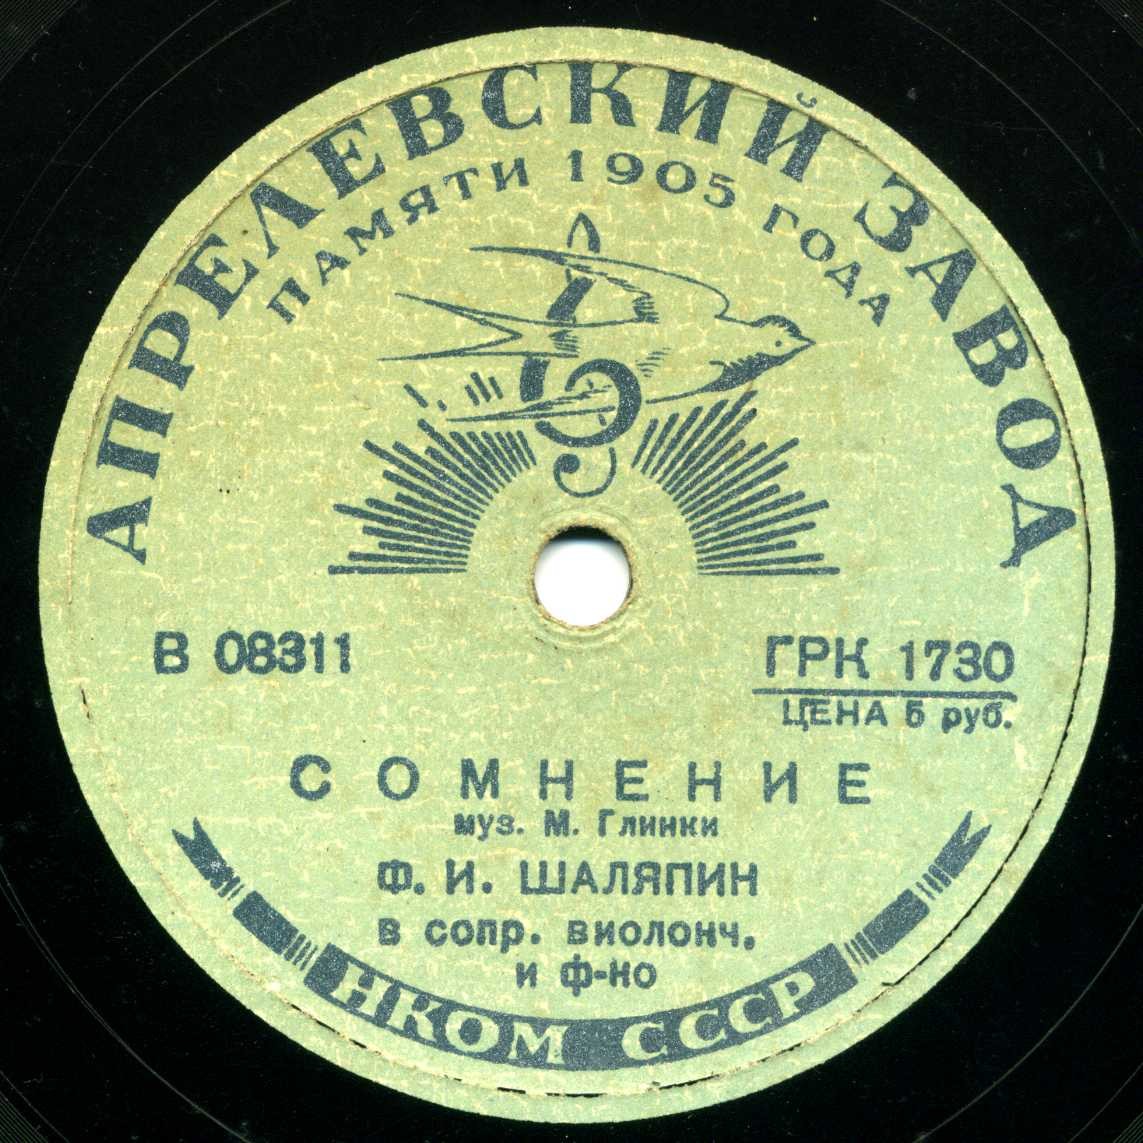 АПРЕЛЕВСКИЙ ЗАВОД
ПАМЯТИ 1905 ГОДА
В 08311
ГРК 1730
ЦЕНА 5 руб.
СОМНЕНИЕ
муз. М. Глинки
Ф. И. ШАЛЯПИН
в сопр. виолонч.
и ф-но
НКОМ СССР